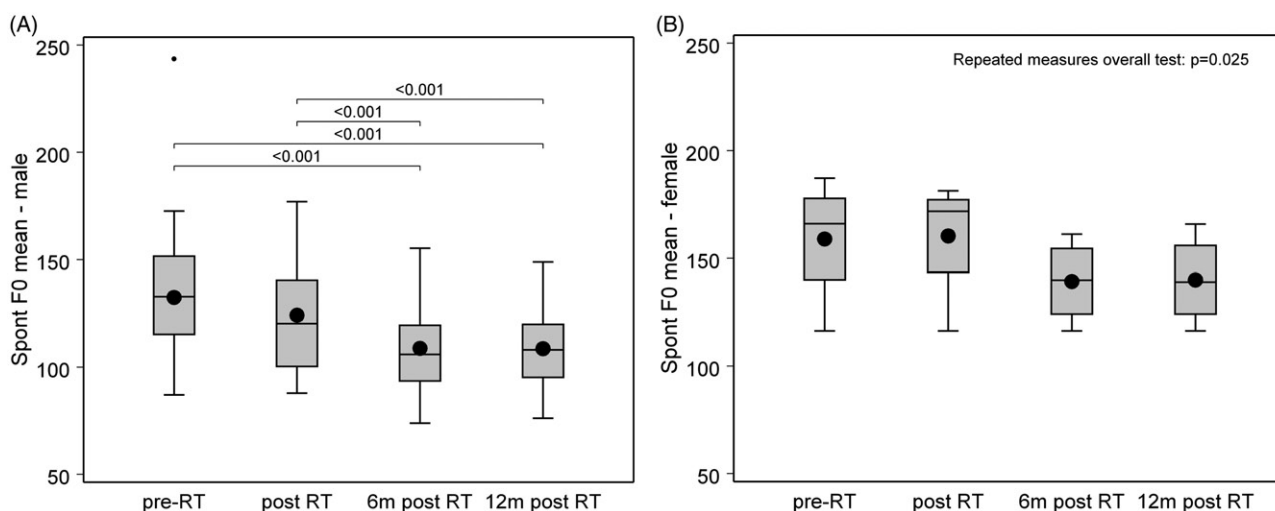 (A)
250
200
150
100
50
Spont F0 mean - male
<0.001
<0.001
<0.001
<0.001
pre-RT post RT 6m post RT 12m post RT
(B)
250
200
150
100
50
Spont F0 mean - female
Repeated measures overall test: p=0.025
pre-RT post RT 6m post RT 12m post RT